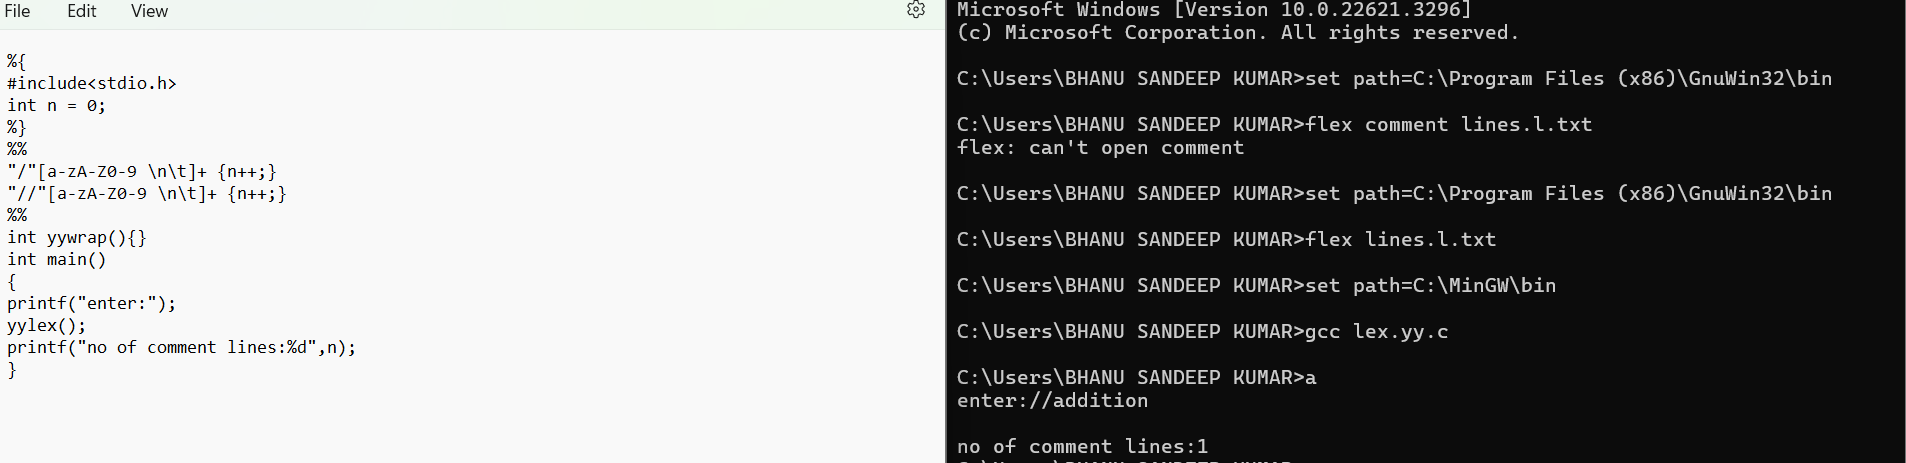 File Edit View
%{
#include<stdio.h>
int n = 0;
%}
%%
"/"[a-zA-Z0-9 \n\t]+ {n++;}
"//"[a-zA-Z0-9 \n\t]+ {n++;}
%%
int yywrap(){}
int main()
{
printf("enter:");
yylex();
printf("no of comment lines:%d",n);
}
Microsoft Windows [Version 10.0.22621.3296]
(c) Microsoft Corporation. All rights reserved.
C:\Users\BHANU SANDEEP KUMAR>set path=C:\Program Files (x86)\GnuWin32\bin
C:\Users\BHANU SANDEEP KUMAR>flex comment lines.l.txt
flex: can't open comment
C:\Users\BHANU SANDEEP KUMAR>set path=C:\Program Files (x86)\GnuWin32\bin
C:\Users\BHANU SANDEEP KUMAR>flex lines.l.txt
C:\Users\BHANU SANDEEP KUMAR>set path=C:\MinGW\bin
C:\Users\BHANU SANDEEP KUMAR>gcc lex.yy.c
C:\Users\BHANU SANDEEP KUMAR>a
enter://addition
no of comment lines:1